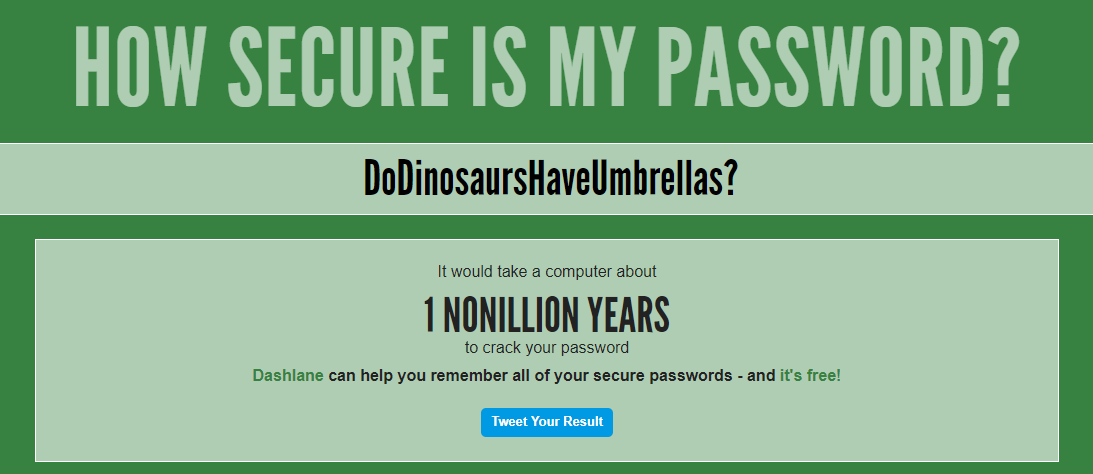 HOW SECURE IS MY PASSWORD?
DoDinosaursHaveUmbrellas?
It would take a computer about
1 NONILLION YEARS
to crack your password
Dashlane can help you remember all of your secure passwords - and it's free!
Tweet Your Result